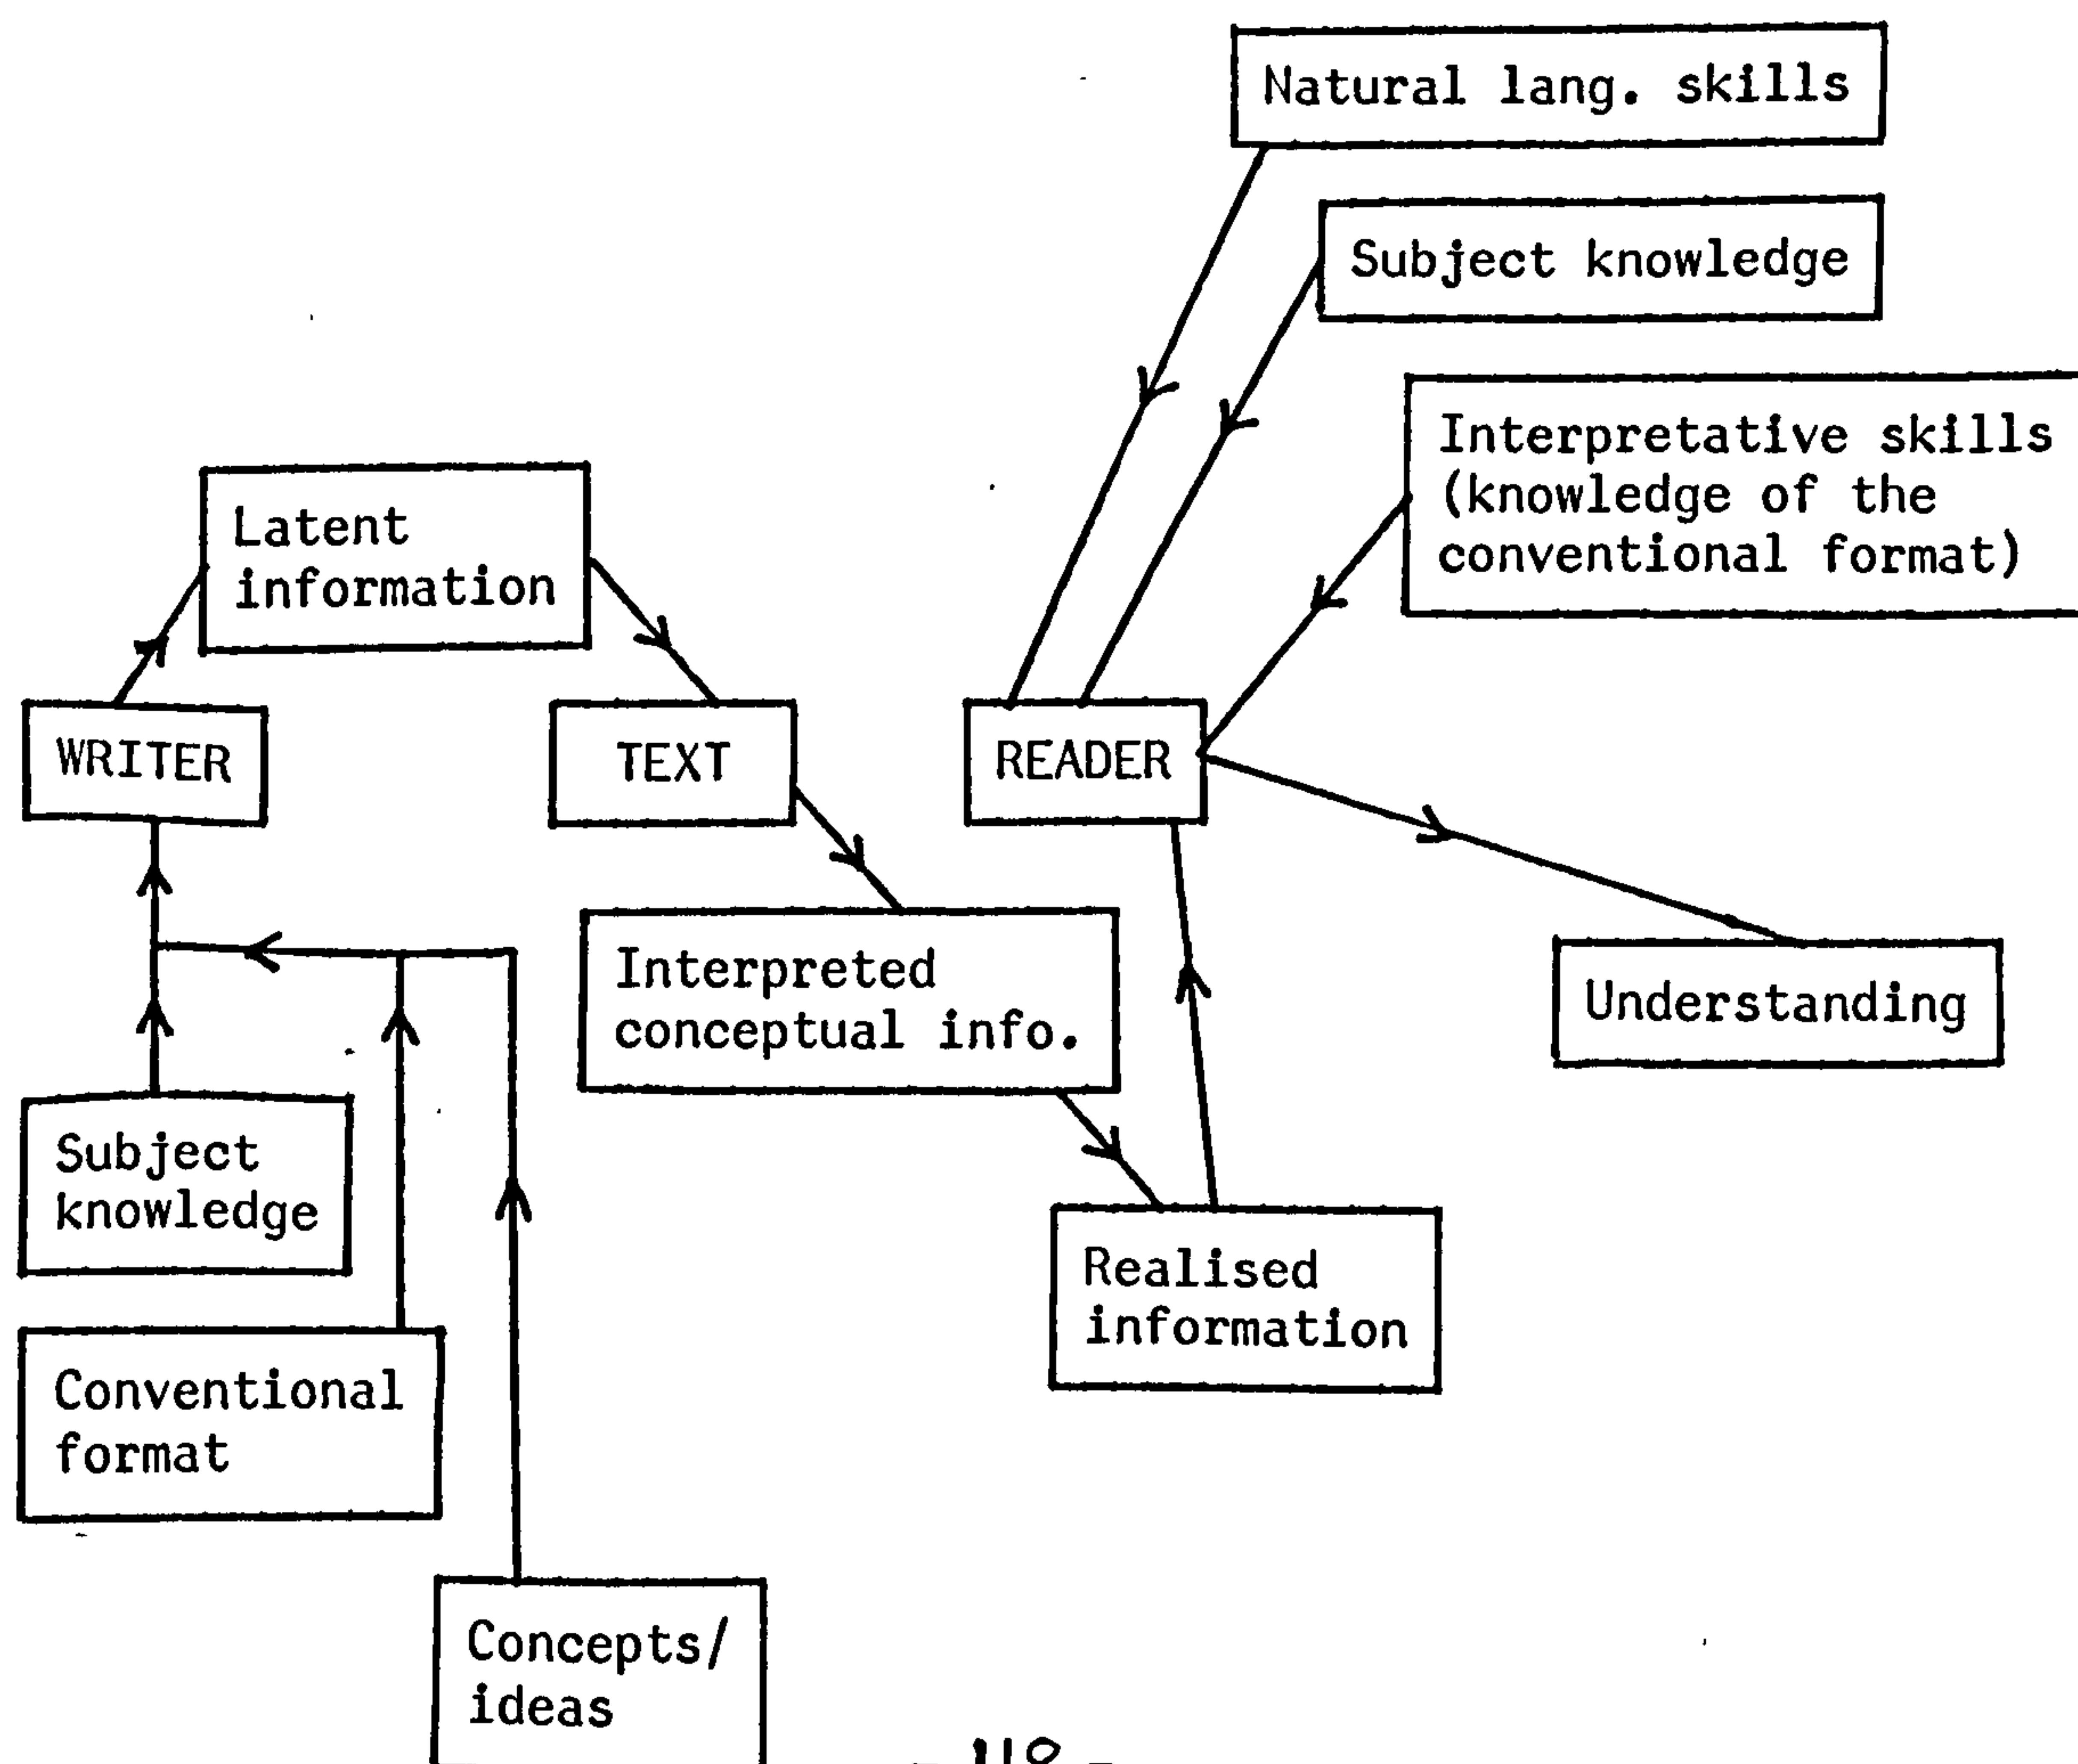 Natural lang. skills
Subject knowledge
Interpretative skills
(knowledge of the
conventional format)
Latent
information
WRITER
TEXT
READER
Interpreted
conceptual info.
Understanding
Subject
knowledge
Realised
information
Conventional
format
Concepts/
ideas